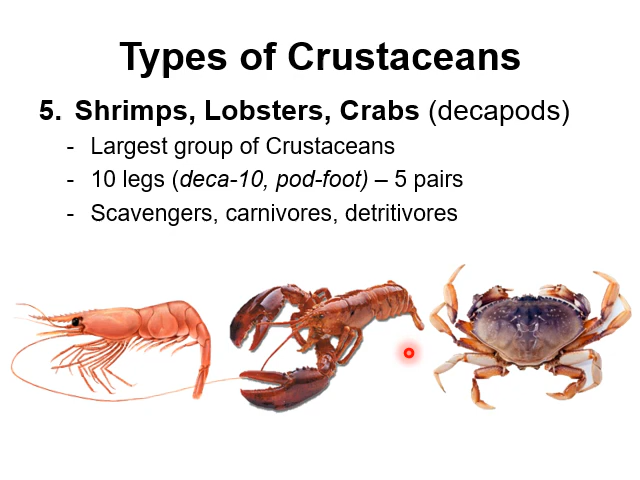 Types of Crustaceans
5. Shrimps, Lobsters, Crabs (decapods)
- Largest group of Crustaceans
- 10 legs (deca-10, pod-foot) – 5 pairs
- Scavengers, carnivores, detritivores